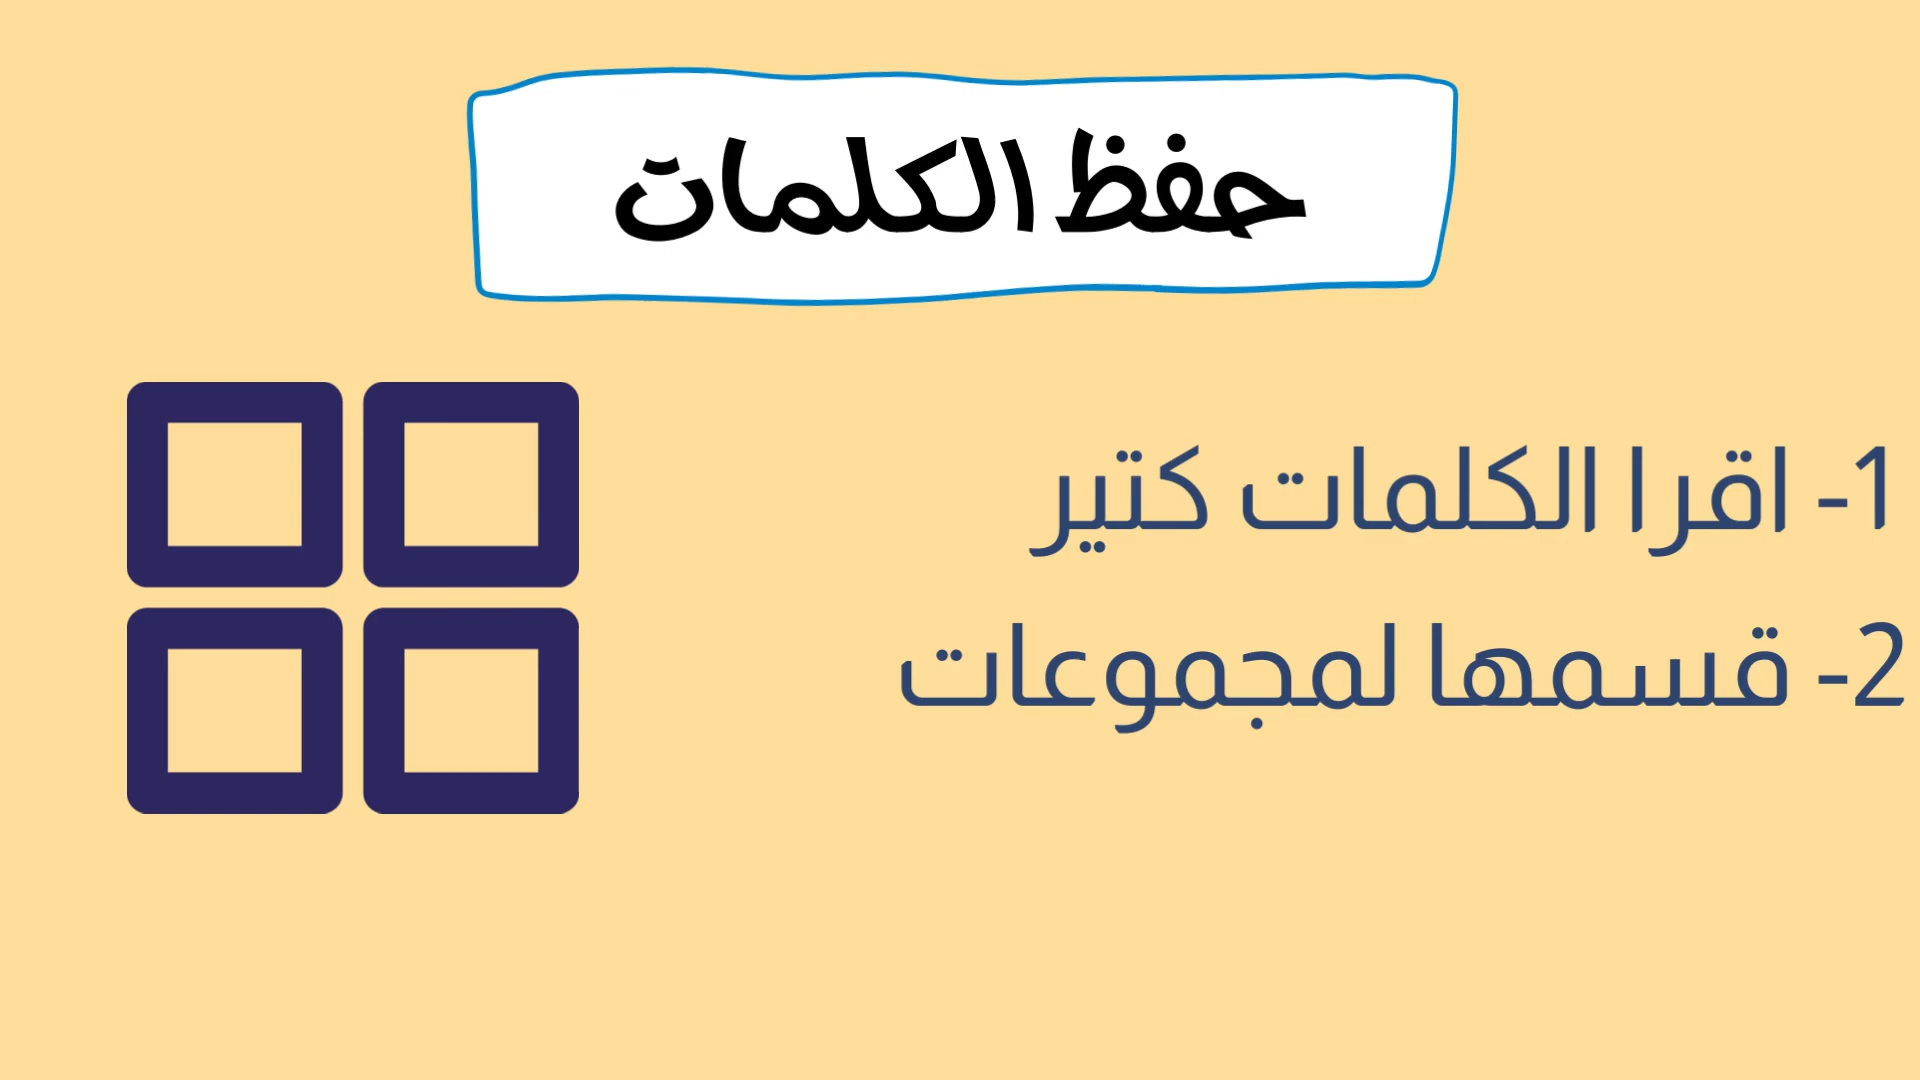 حفظ الكلمات
1- اقرا الكلمات كتير
2- قسمها لمجموعات